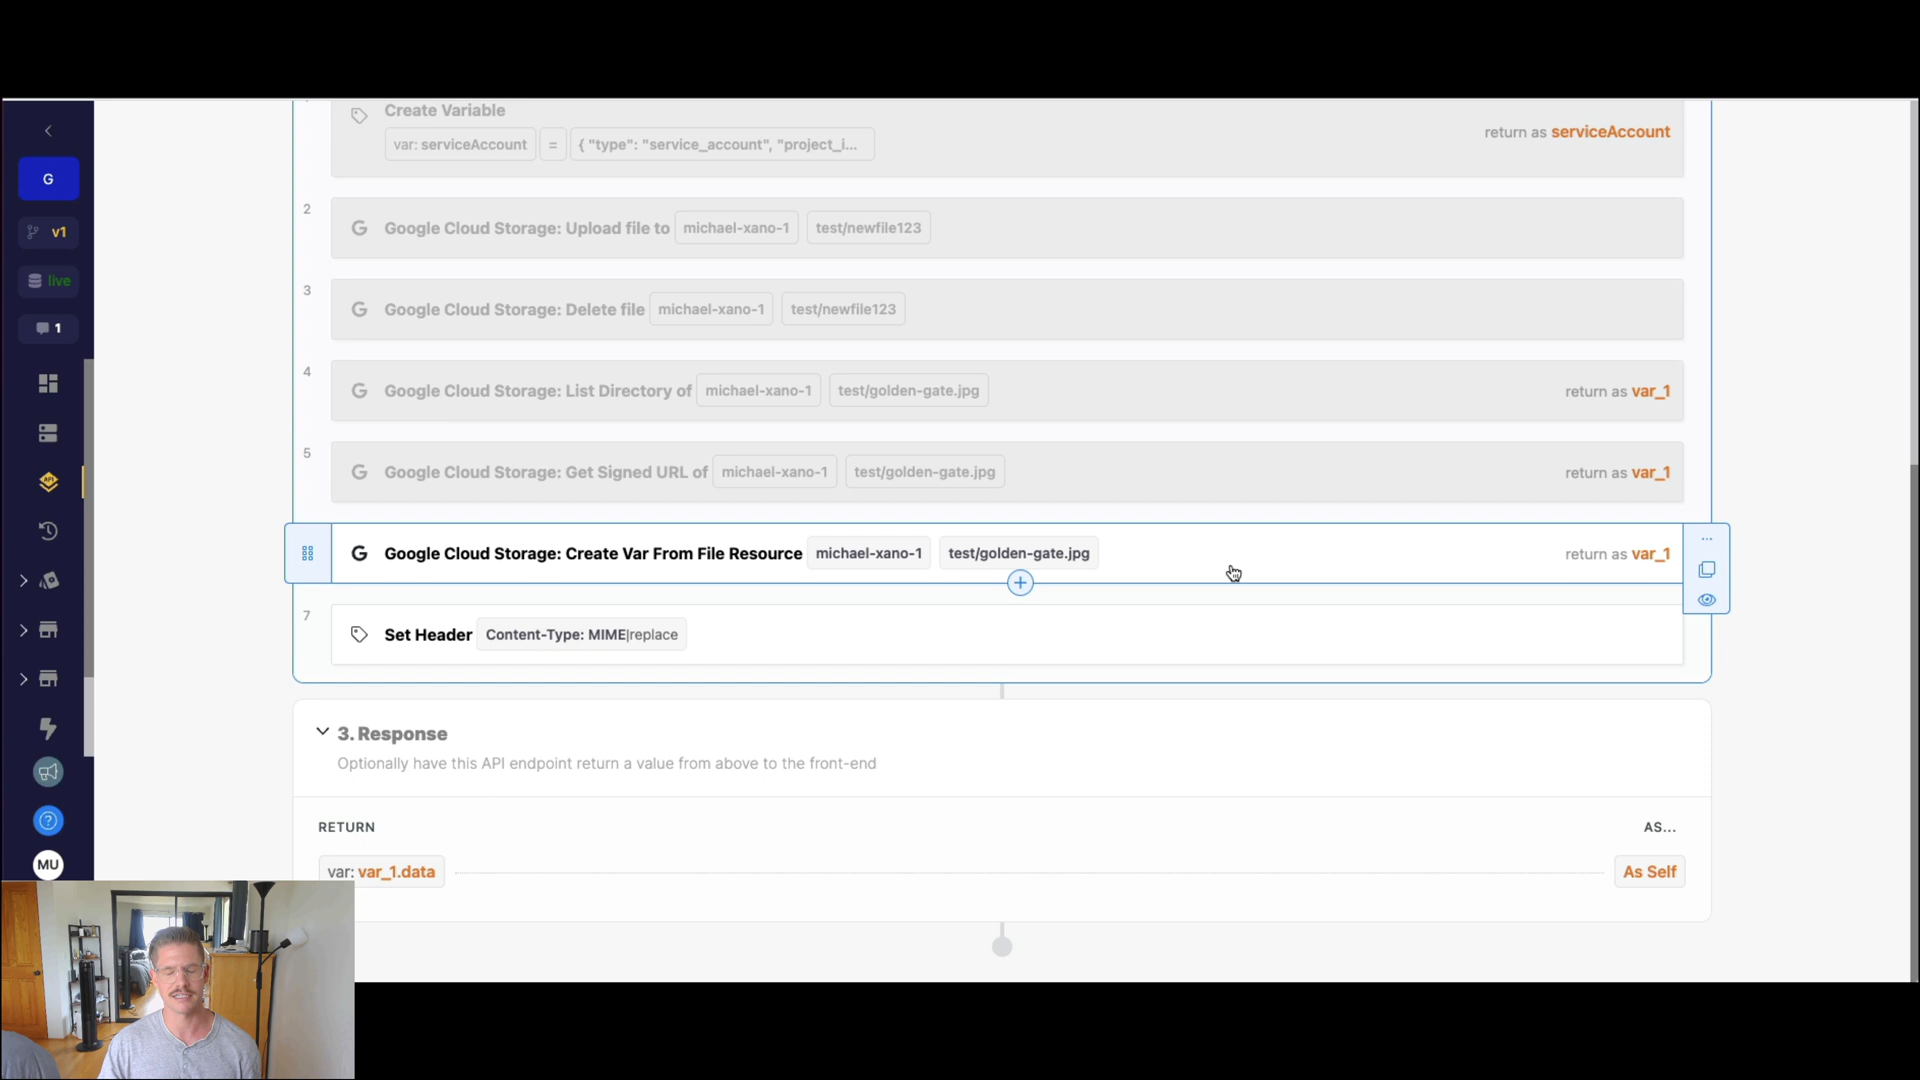 Create Variable
var: serviceAccount = { "type": "service_account", "project_i...
return as serviceAccount
G
v1
live
1
2
Google Cloud Storage: Upload file to michael-xano-1 test/newfile123
3
Google Cloud Storage: Delete file michael-xano-1 test/newfile123
4
Google Cloud Storage: List Directory of michael-xano-1 test/golden-gate.jpg return as var_1
5
Google Cloud Storage: Get Signed URL of michael-xano-1 test/golden-gate.jpg return as var_1
API
Google Cloud Storage: Create Var From File Resource michael-xano-1 test/golden-gate.jpg return as var_1
7
Set Header Content-Type: MIME|replace
3. Response
Optionally have this API endpoint return a value from above to the front-end
RETURN AS...
var: var_1.data As Self
MU